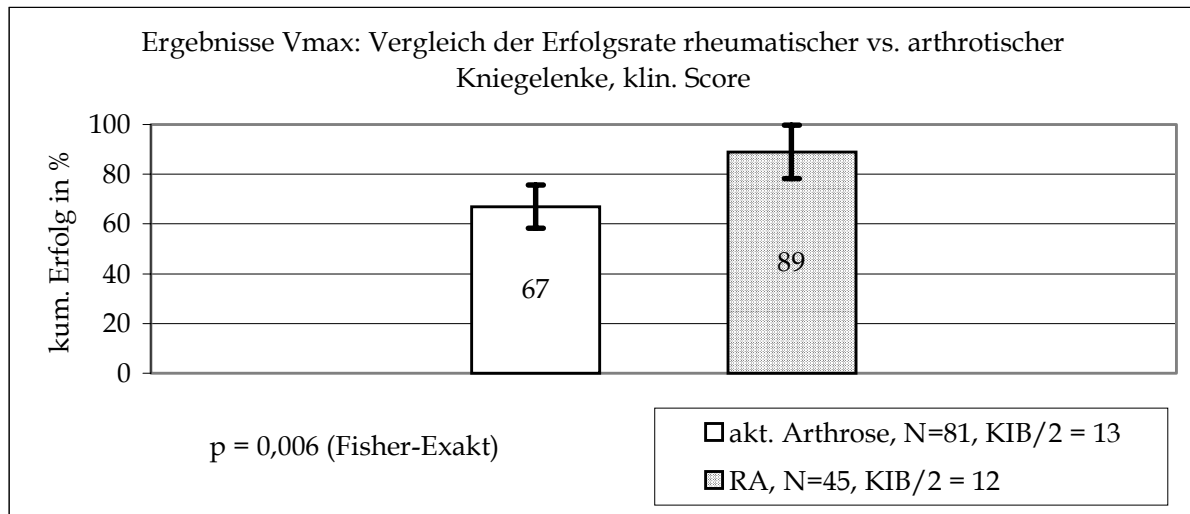 Ergebnisse Vmax: Vergleich der Erfolgsrate rheumatischer vs. arthrotischer
Kniegelenke, klin. Score
kum. Erfolg in %
100
80
60
40
20
0
67
89
p = 0,006 (Fisher-Exakt)
akt. Arthrose, N=81, KIB/2 = 13
RA, N=45, KIB/2 = 12